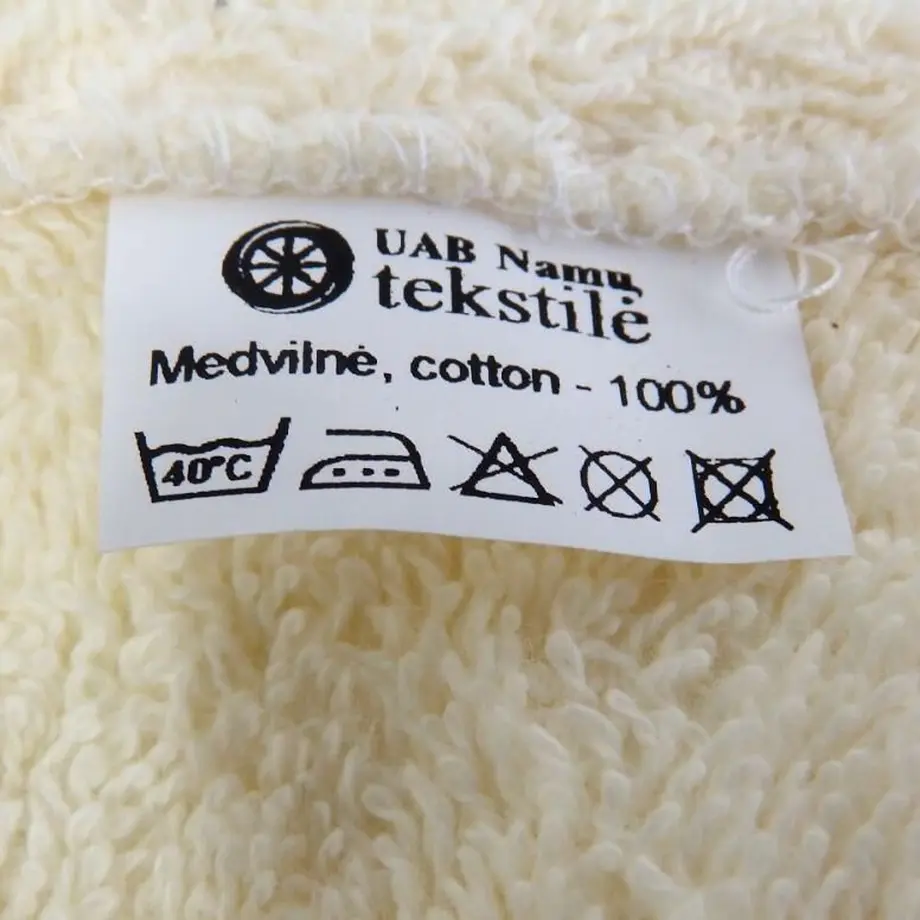 UAB Namų
tekstilė
Medvilnė, cotton - 100%
40°C